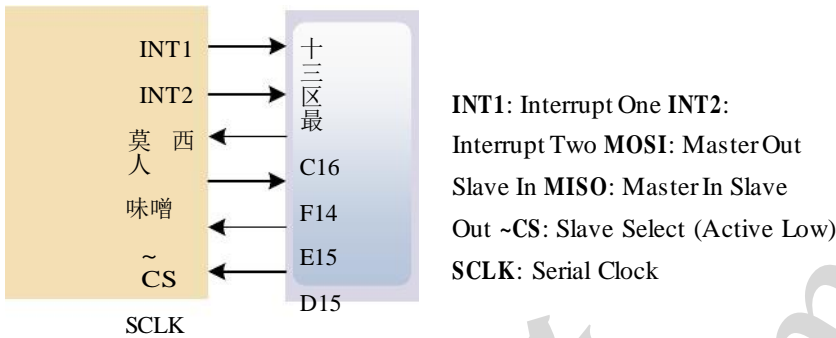 INT1
INT2
莫 西
人
味噌
~
CS
SCLK
十
三
区
最
C16
F14
E15
D15
INT1: Interrupt One INT2:
Interrupt Two MOSI: Master Out
Slave In MISO: Master In Slave
Out ~CS: Slave Select (Active Low)
SCLK: Serial Clock